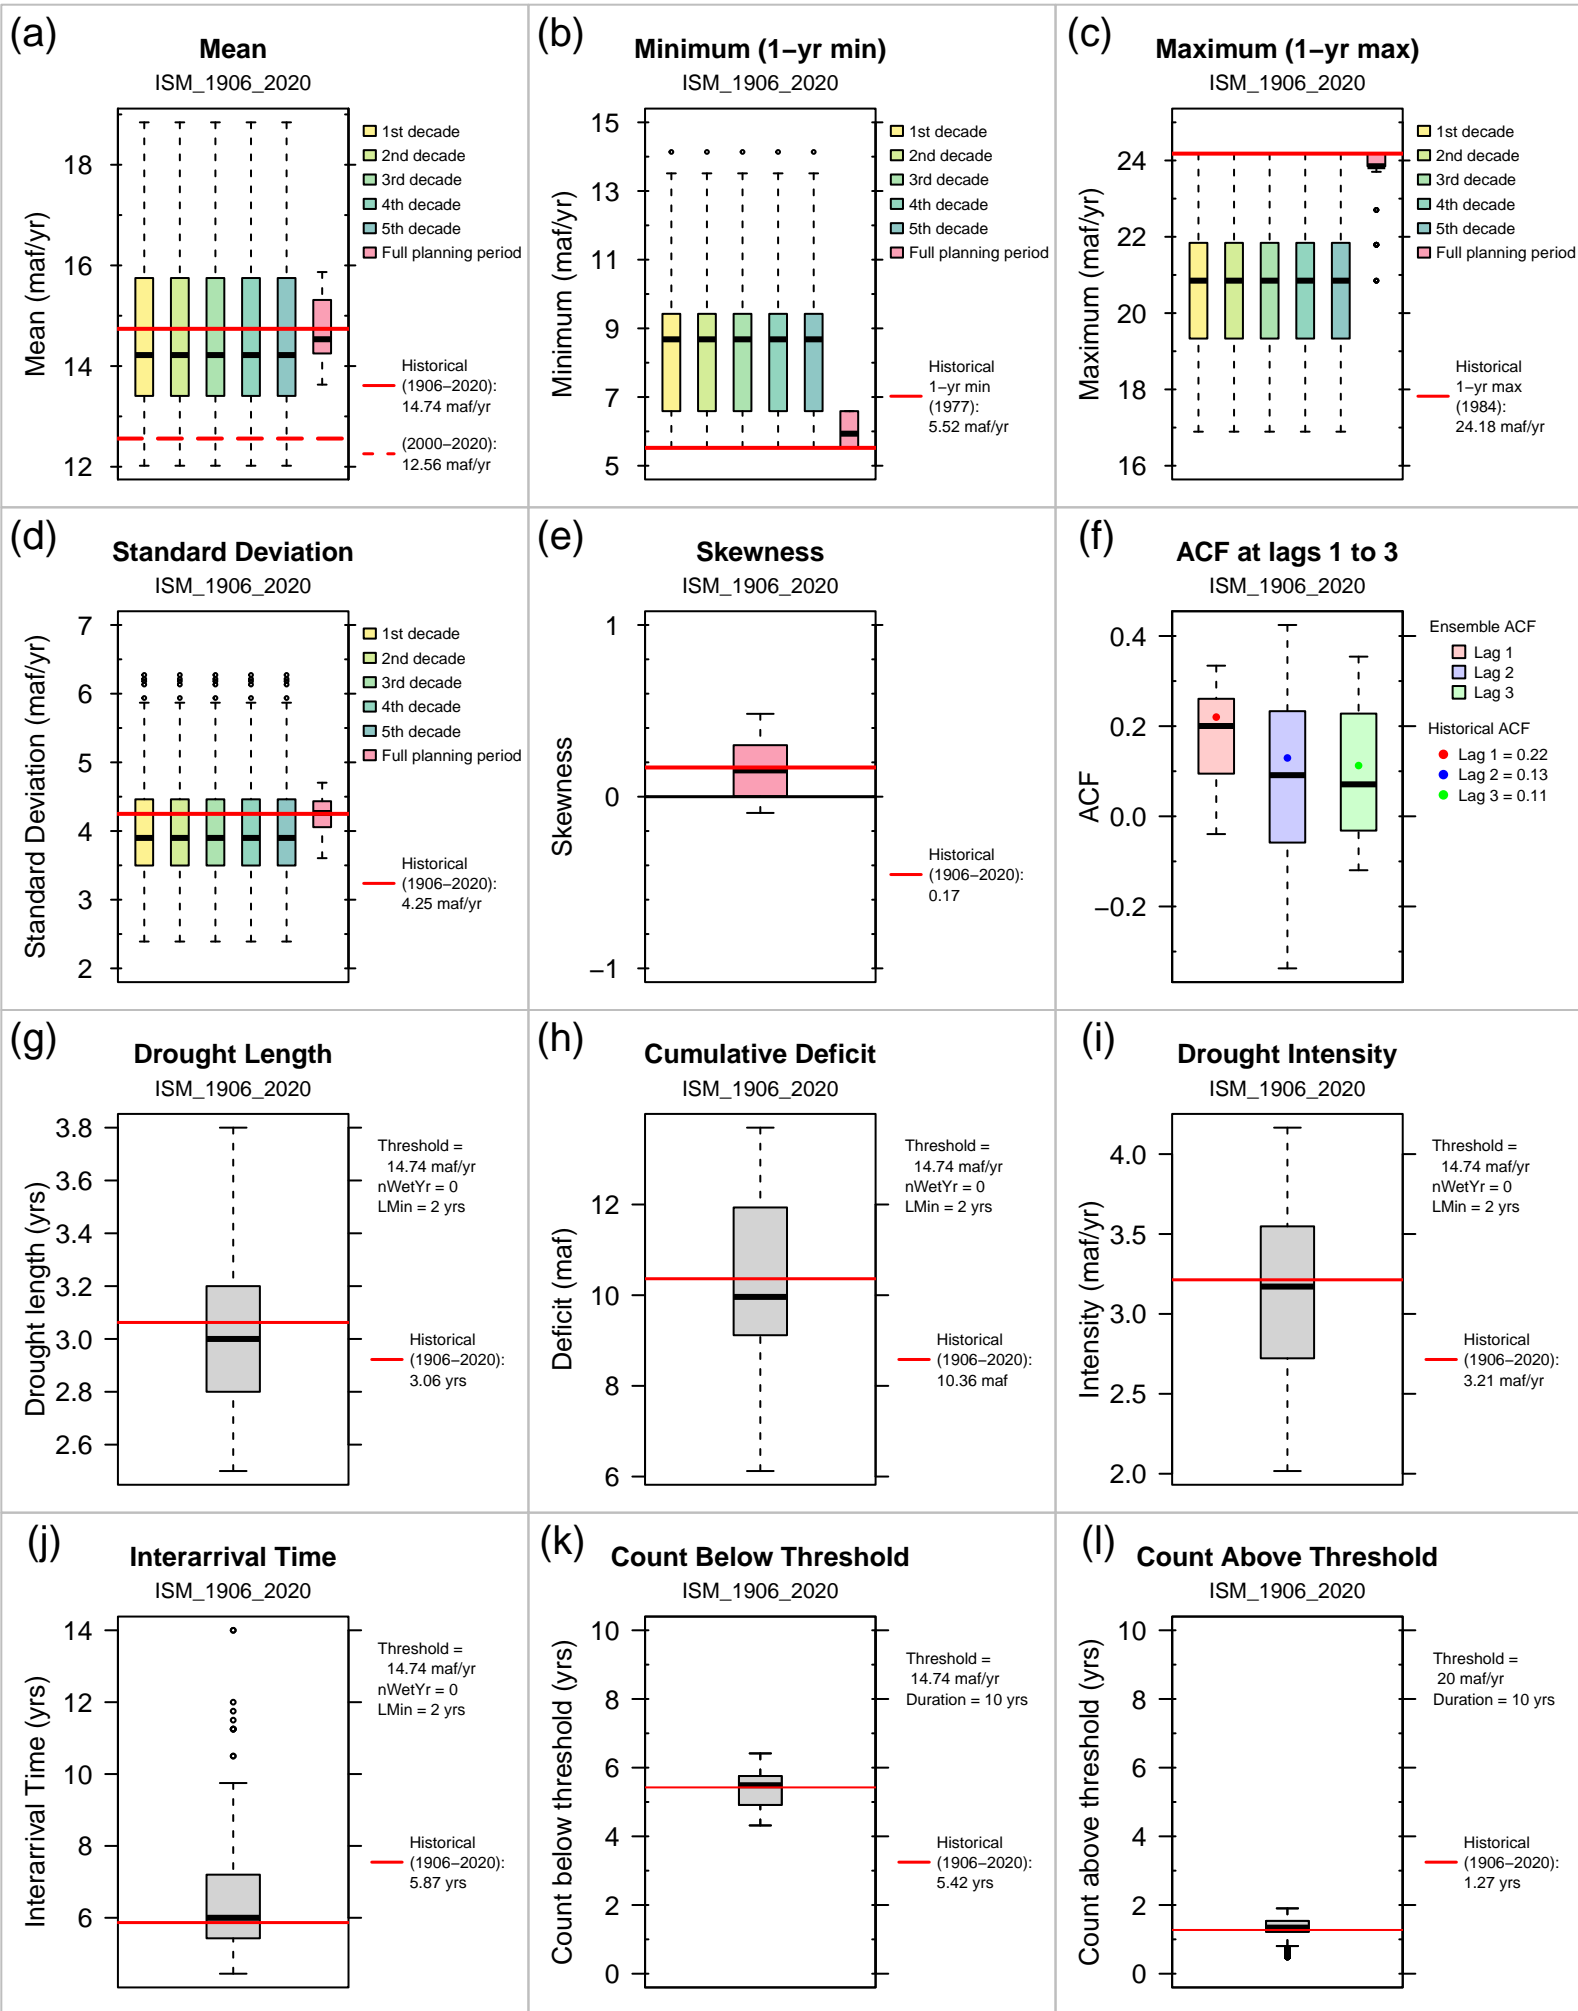 (a)
Mean
ISM_1906_2020
Mean (maf/yr)
18
16
14
12
1st decade
2nd decade
3rd decade
4th decade
5th decade
Full planning period
Historical
(1906–2020):
14.74 maf/yr
(2000–2020):
12.56 maf/yr
(b)
Minimum (1–yr min)
ISM_1906_2020
Minimum (maf/yr)
15
13
11
9
7
5
1st decade
2nd decade
3rd decade
4th decade
5th decade
Full planning period
Historical
1–yr min
(1977):
5.52 maf/yr
(c)
Maximum (1–yr max)
ISM_1906_2020
Maximum (maf/yr)
24
22
20
18
16
1st decade
2nd decade
3rd decade
4th decade
5th decade
Full planning period
Historical
1–yr max
(1984):
24.18 maf/yr
(d)
Standard Deviation
ISM_1906_2020
Standard Deviation (maf/yr)
7
6
5
4
3
2
1st decade
2nd decade
3rd decade
4th decade
5th decade
Full planning period
Historical
(1906–2020):
4.25 maf/yr
(e)
Skewness
ISM_1906_2020
Skewness
1
0
–1
Historical
(1906–2020):
0.17
(f)
ACF at lags 1 to 3
ISM_1906_2020
ACF
0.4
0.2
0.0
–0.2
Ensemble ACF
Lag 1
Lag 2
Lag 3
Historical ACF
Lag 1 = 0.22
Lag 2 = 0.13
Lag 3 = 0.11
(g)
Drought Length
ISM_1906_2020
Drought length (yrs)
3.8
3.6
3.4
3.2
3.0
2.8
2.6
Threshold =
14.74 maf/yr
nWetYr = 0
LMin = 2 yrs
Historical
(1906–2020):
3.06 yrs
(h)
Cumulative Deficit
ISM_1906_2020
Deficit (maf)
12
10
8
6
Threshold =
14.74 maf/yr
nWetYr = 0
LMin = 2 yrs
Historical
(1906–2020):
10.36 maf
(i)
Drought Intensity
ISM_1906_2020
Intensity (maf/yr)
4.0
3.5
3.0
2.5
2.0
Threshold =
14.74 maf/yr
nWetYr = 0
LMin = 2 yrs
Historical
(1906–2020):
3.21 maf/yr
(j)
Interarrival Time
ISM_1906_2020
Interarrival Time (yrs)
14
12
10
8
6
Threshold =
14.74 maf/yr
nWetYr = 0
LMin = 2 yrs
Historical
(1906–2020):
5.87 yrs
(k)
Count Below Threshold
ISM_1906_2020
Count below threshold (yrs)
10
8
6
4
2
0
Threshold =
14.74 maf/yr
Duration = 10 yrs
Historical
(1906–2020):
5.42 yrs
(l)
Count Above Threshold
ISM_1906_2020
Count above threshold (yrs)
10
8
6
4
2
0
Threshold =
20 maf/yr
Duration = 10 yrs
Historical
(1906–2020):
1.27 yrs